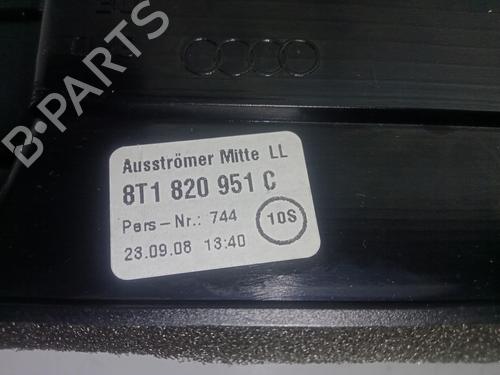 B-PARTS
Ausströmer Mitte LL
8T1 820 951 C
Pers-Nr.: 744
10S
23.09.08 13:40